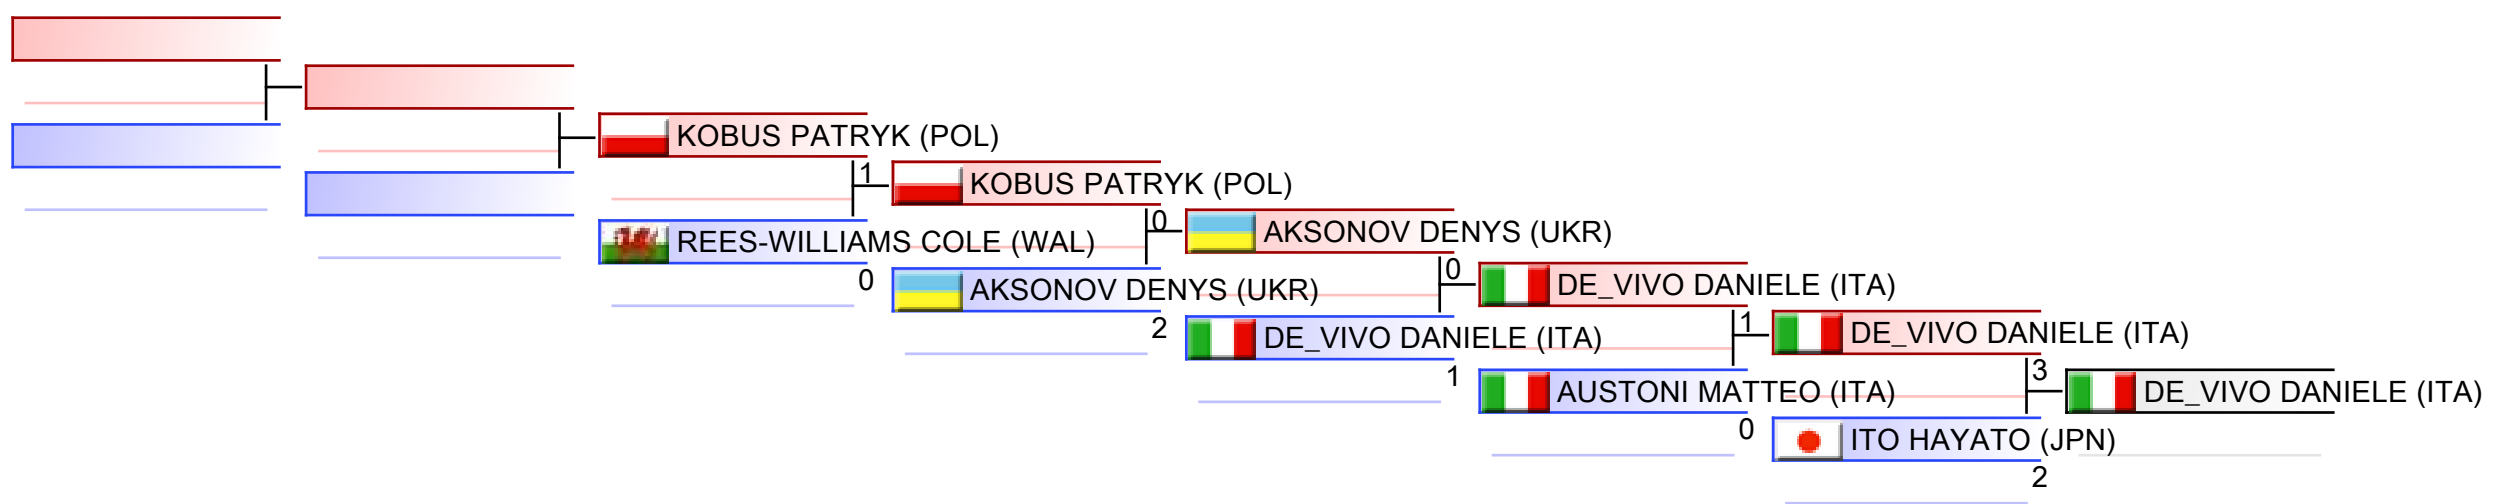 KOBUS PATRYK (POL)
1
REES-WILLIAMS COLE (WAL)
0
KOBUS PATRYK (POL)
0
AKSONOV DENYS (UKR)
2
AKSONOV DENYS (UKR)
0
DE_VIVO DANIELE (ITA)
1
DE_VIVO DANIELE (ITA)
1
AUSTONI MATTEO (ITA)
0
DE_VIVO DANIELE (ITA)
3
ITO HAYATO (JPN)
2
DE_VIVO DANIELE (ITA)